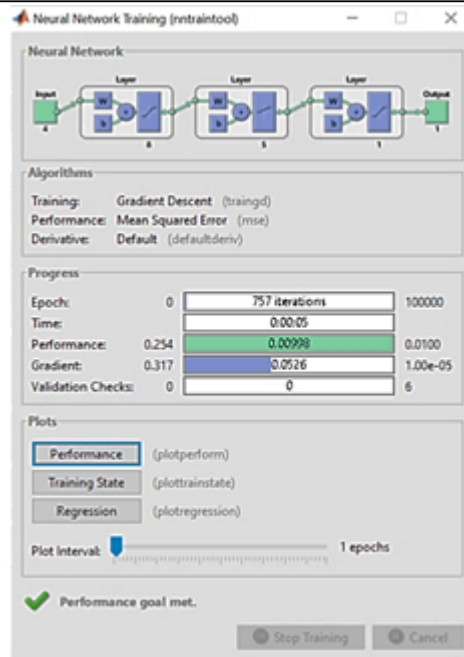 Neural Network Training (nntraintool)
Neural Network
Layer Layer Layer
Input Output
W W W
b b b
+ + +
4 8 5 1 1
Algorithms
Training: Gradient Descent (traingd)
Performance: Mean Squared Error (mse)
Derivative: Default (defaultderiv)
Progress
Epoch: 0 757 iterations 100000
Time: 0:00:05
Performance: 0.254 0.00998 0.0100
Gradient: 0.317 0.0526 1.00e-05
Validation Checks: 0 0 6
Plots
Performance (plotperform)
Training State (plottrainstate)
Regression (plotregression)
Plot Interval: 1 epochs
Performance goal met.
Stop Training Cancel